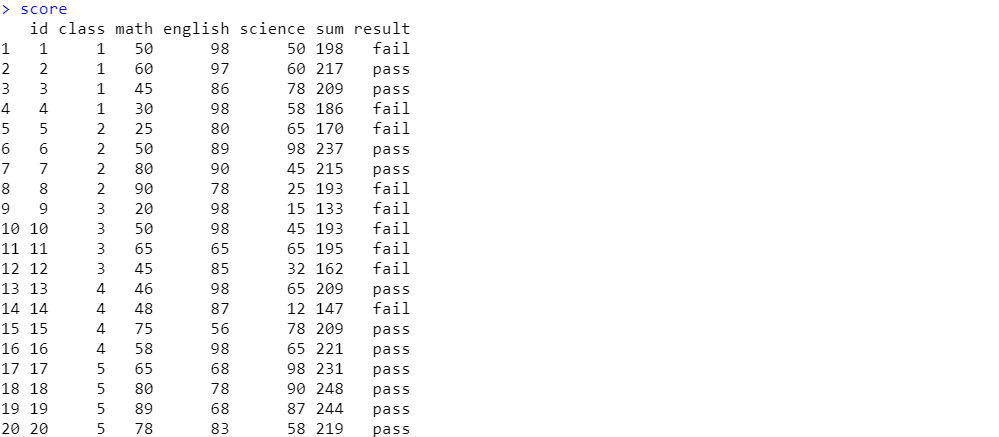 > score
   id class math english science sum result
1   1     1   50      98      50 198   fail
2   2     1   60      97      60 217   pass
3   3     1   45      86      78 209   pass
4   4     1   30      98      58 186   fail
5   5     2   25      80      65 170   fail
6   6     2   50      89      98 237   pass
7   7     2   80      90      45 215   pass
8   8     2   90      78      25 193   fail
9   9     3   20      98      15 133   fail
10 10     3   50      98      45 193   fail
11 11     3   65      65      65 195   fail
12 12     3   45      85      32 162   fail
13 13     4   46      98      65 209   pass
14 14     4   48      87      12 147   fail
15 15     4   75      56      78 209   pass
16 16     4   58      98      65 221   pass
17 17     5   65      68      98 231   pass
18 18     5   80      78      90 248   pass
19 19     5   89      68      87 244   pass
20 20     5   78      83      58 219   pass